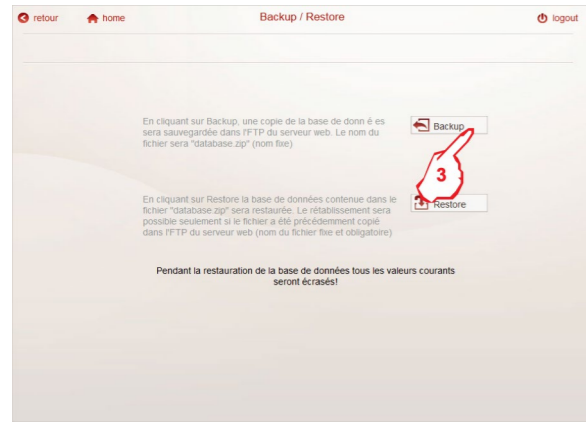 retour home Backup / Restore logout
En cliquant sur Backup, une copie de la base de donn é es
sera sauvegardée dans l'FTP du serveur web. Le nom du
fichier sera "database.zip" (nom fixe)
Backup
3
En cliquant sur Restore la base de données contenue dans le
fichier "database.zip" sera restaurée. Le rétablissement sera
possible seulement si le fichier a été précédemment copié
dans l'FTP du serveur web (nom du fichier fixe et obligatoire)
Restore
Pendant la restauration de la base de données tous les valeurs courants
seront écrasés!